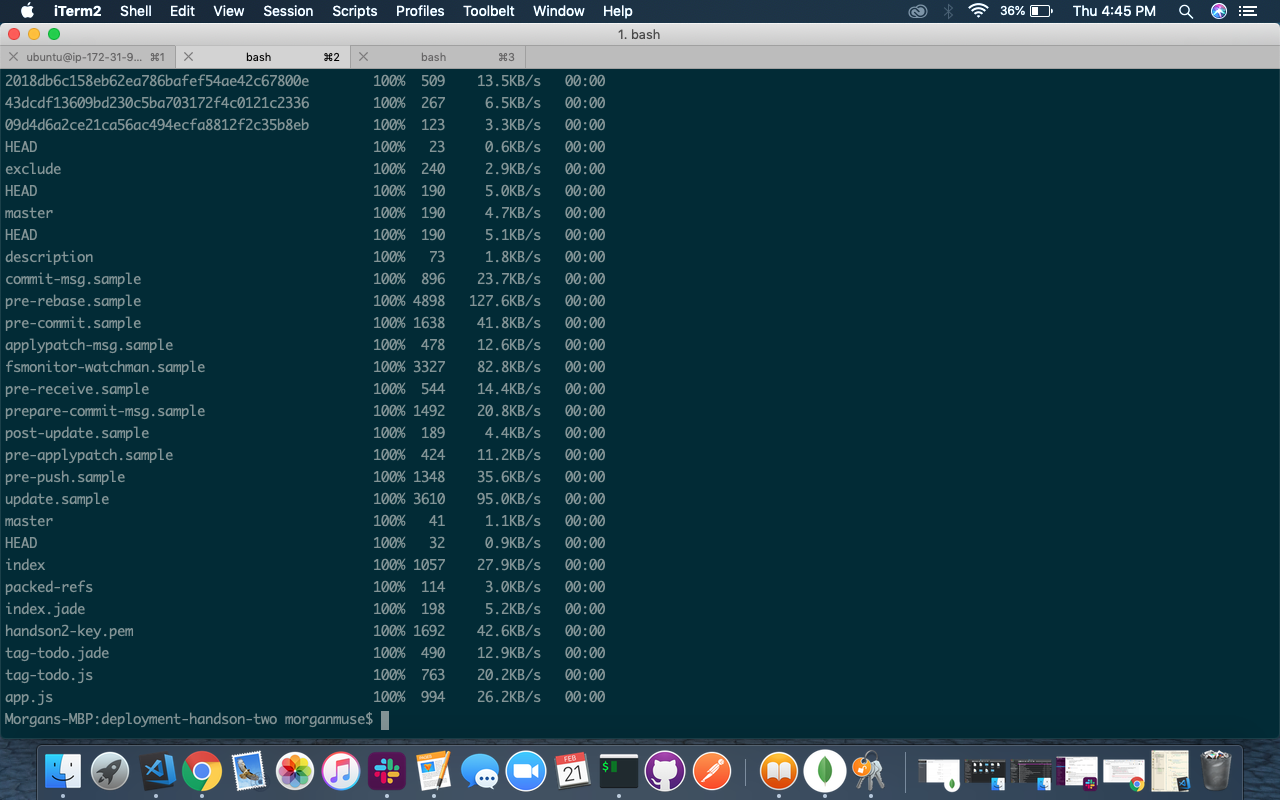 iTerm2 Shell Edit View Session Scripts Profiles Toolbelt Window Help 36% Thu 4:45 PM
1. bash
ubuntu@ip-172-31-9... ⌘1 bash ⌘2 bash ⌘3
2018db6c158eb62ea786bafef54ae42c67800e 100% 509 13.5KB/s 00:00
43dcdf13609bd230c5ba703172f4c0121c2336 100% 267 6.5KB/s 00:00
09d4d6a2ce21ca56ac494ecfa8812f2c35b8eb 100% 123 3.3KB/s 00:00
HEAD 100% 23 0.6KB/s 00:00
exclude 100% 240 2.9KB/s 00:00
HEAD 100% 190 5.0KB/s 00:00
master 100% 190 4.7KB/s 00:00
HEAD 100% 190 5.1KB/s 00:00
description 100% 73 1.8KB/s 00:00
commit-msg.sample 100% 896 23.7KB/s 00:00
pre-rebase.sample 100% 4898 127.6KB/s 00:00
pre-commit.sample 100% 1638 41.8KB/s 00:00
applypatch-msg.sample 100% 478 12.6KB/s 00:00
fsmonitor-watchman.sample 100% 3327 82.8KB/s 00:00
pre-receive.sample 100% 544 14.4KB/s 00:00
prepare-commit-msg.sample 100% 1492 20.8KB/s 00:00
post-update.sample 100% 189 4.4KB/s 00:00
pre-applypatch.sample 100% 424 11.2KB/s 00:00
pre-push.sample 100% 1348 35.6KB/s 00:00
update.sample 100% 3610 95.0KB/s 00:00
master 100% 41 1.1KB/s 00:00
HEAD 100% 32 0.9KB/s 00:00
index 100% 1057 27.9KB/s 00:00
packed-refs 100% 114 3.0KB/s 00:00
index.jade 100% 198 5.2KB/s 00:00
handson2-key.pem 100% 1692 42.6KB/s 00:00
tag-todo.jade 100% 490 12.9KB/s 00:00
tag-todo.js 100% 763 20.2KB/s 00:00
app.js 100% 994 26.2KB/s 00:00
Morgans-MBP:deployment-handson-two morganmuse$
FEB
21
$